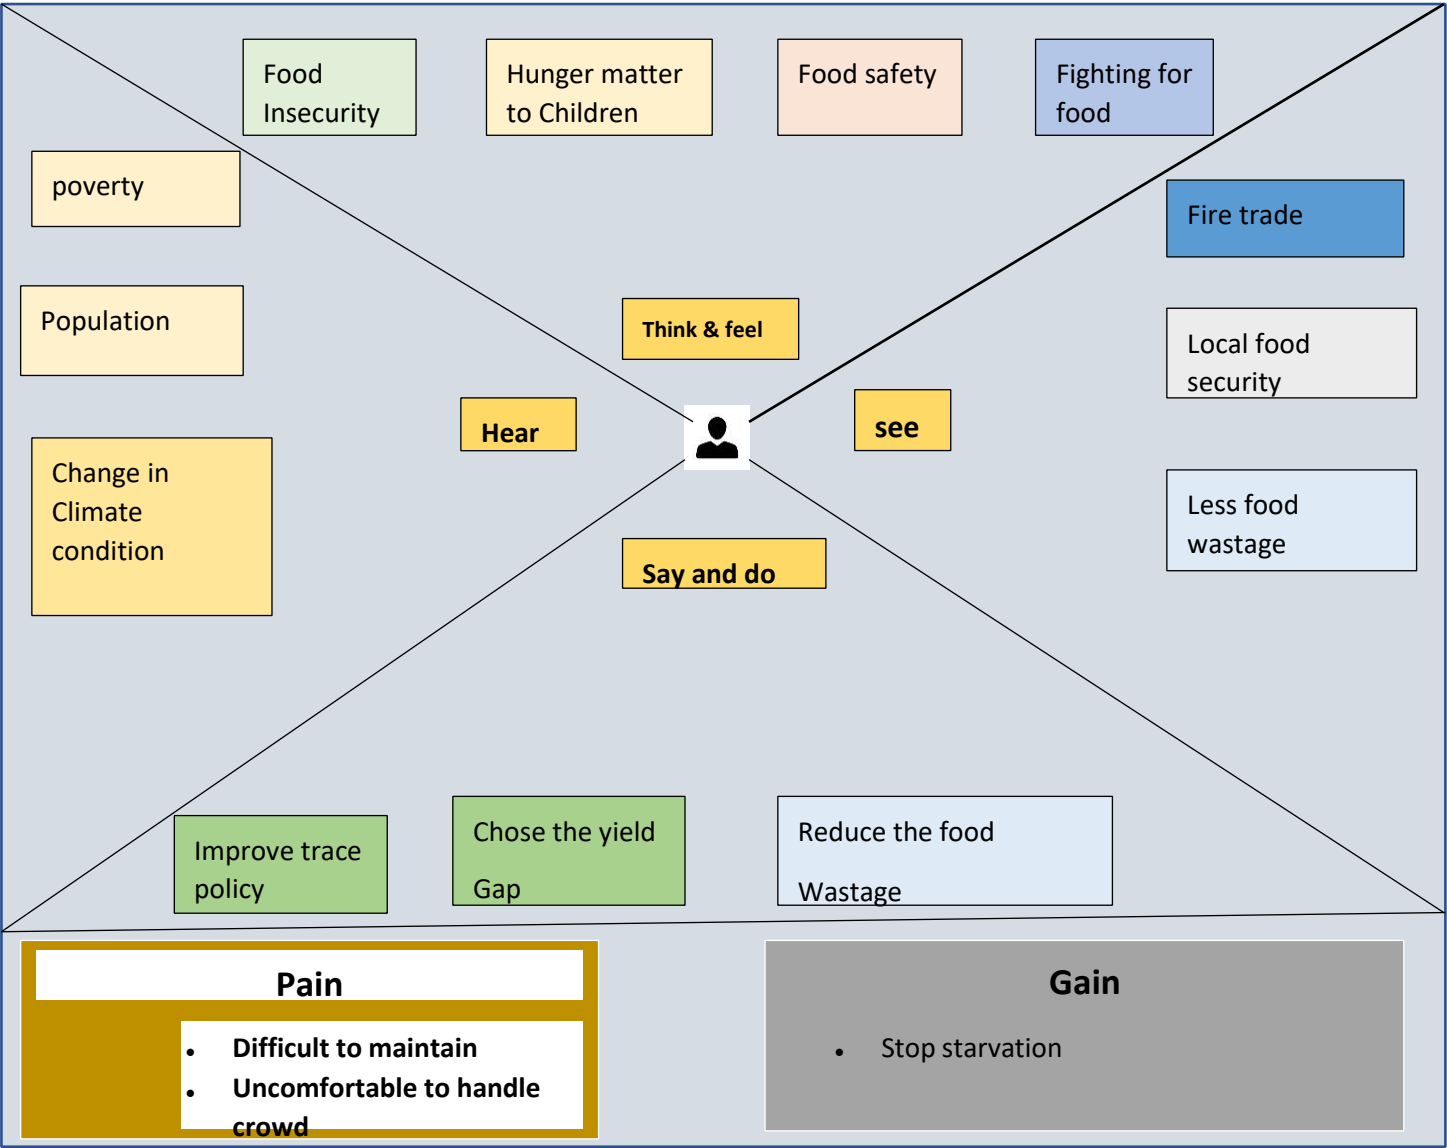 Food
Insecurity
Hunger matter
to Children
Food safety
Fighting for
food
poverty
Fire trade
Population
Think & feel
Local food
security
Hear
see
Change in
Climate
condition
Less food
wastage
Say and do
Improve trace
policy
Chose the yield
Gap
Reduce the food
Wastage
Pain
• Difficult to maintain
• Uncomfortable to handle
crowd
Gain
• Stop starvation